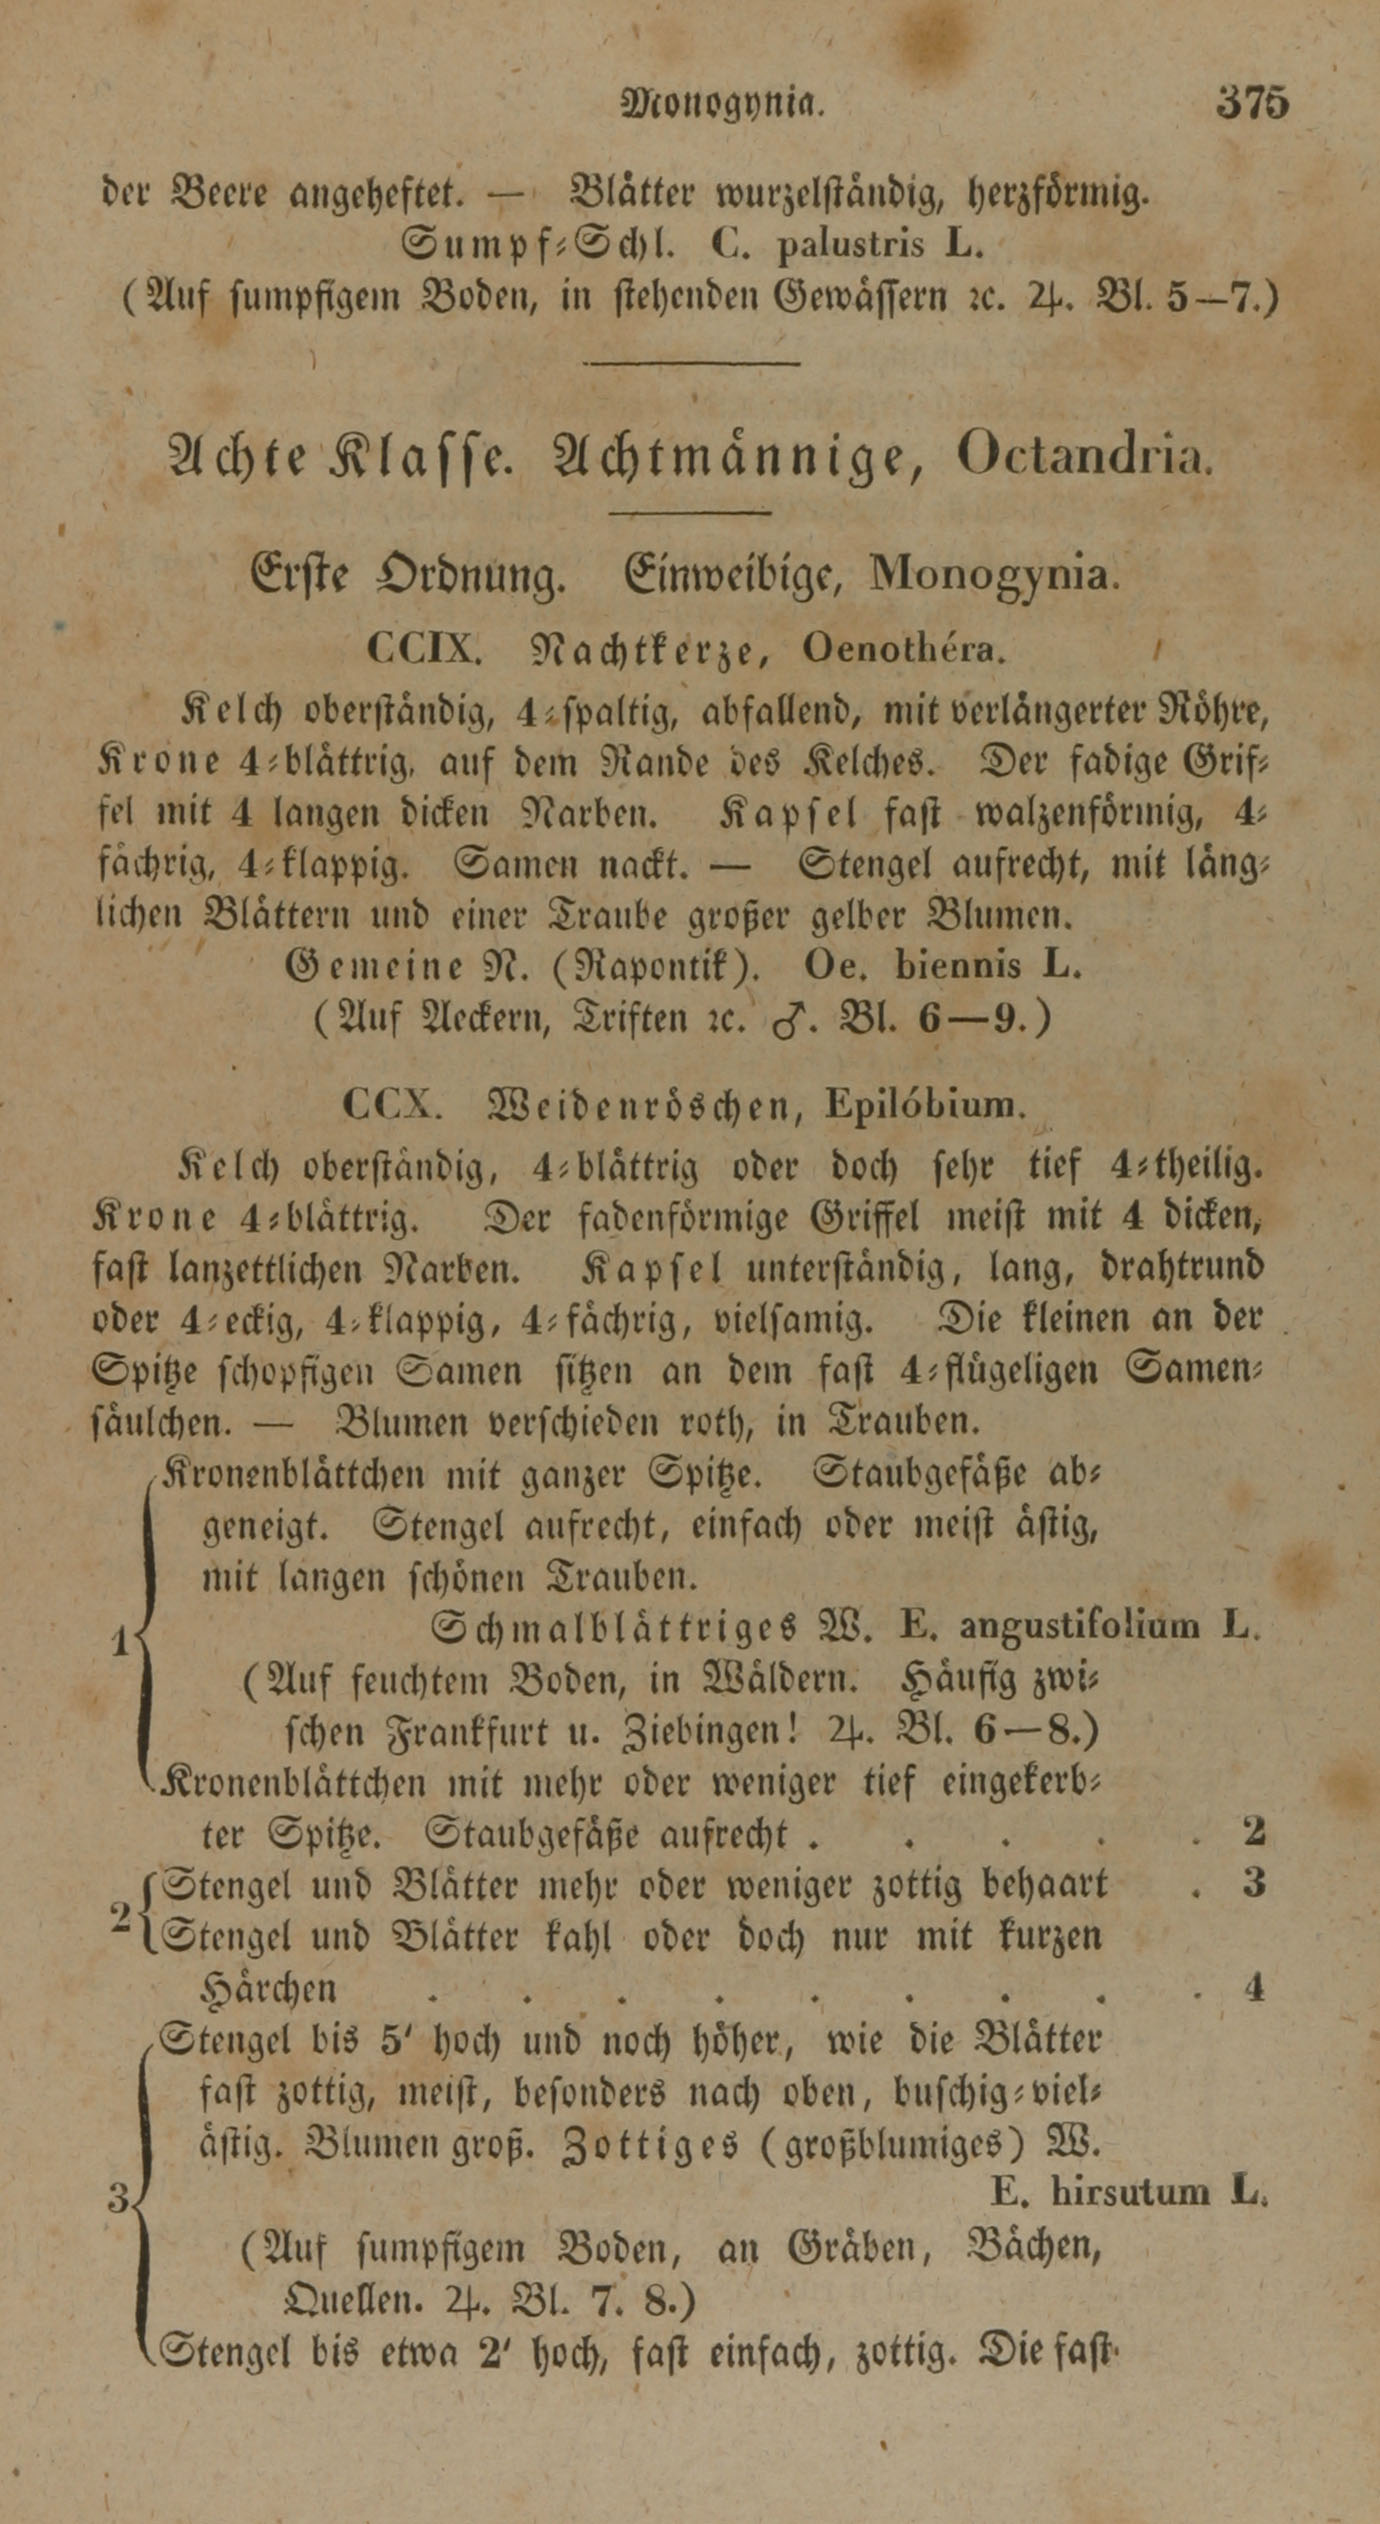 Monogynia. 375
der Beere angeheftet. — Blätter wurzelständig, herzförmig.
Sumpf-Schl. C. palustris L.
(Auf sumpfigem Boden, in stehenden Gewässern ꝛc. ♃. Bl. 5—7.)
Achte Klasse. Achtmännige, Octandria.
Erste Ordnung. Einweibige, Monogynia.
CCIX. Nachtkerze, Oenothéra.
Kelch oberständig, 4-spaltig, abfallend, mit verlängerter Röhre,
Krone 4-blättrig, auf dem Rande des Kelches. Der fadige Grif-
fel mit 4 langen dicken Narben. Kapsel fast walzenförmig, 4-
fächrig, 4-klappig. Samen nackt. — Stengel aufrecht, mit läng-
lichen Blättern und einer Traube großer gelber Blumen.
Gemeine N. (Rapontik). Oe. biennis L.
(Auf Aeckern, Triften ꝛc. ♂. Bl. 6—9.)
CCX. Weidenröschen, Epilóbium.
Kelch oberständig, 4-blättrig oder doch sehr tief 4-theilig.
Krone 4-blättrig. Der fadenförmige Griffel meist mit 4 dicken,
fast lanzettlichen Narben. Kapsel unterständig, lang, drahtrund
oder 4-eckig, 4-klappig, 4-fächrig, vielsamig. Die kleinen an der
Spitze schopfigen Samen sitzen an dem fast 4-flügeligen Samen-
säulchen. — Blumen verschieden roth, in Trauben.
Kronenblättchen mit ganzer Spitze. Staubgefäße ab-
geneigt. Stengel aufrecht, einfach oder meist ästig,
mit langen schönen Trauben.
1 Schmalblättriges W. E. angustifolium L.
(Auf feuchtem Boden, in Wäldern. Häufig zwi-
schen Frankfurt u. Ziebingen! ♃. Bl. 6—8.)
Kronenblättchen mit mehr oder weniger tief eingekerb-
ter Spitze. Staubgefäße aufrecht . . . . . 2
2 Stengel und Blätter mehr oder weniger zottig behaart . 3
Stengel und Blätter kahl oder doch nur mit kurzen
Härchen . . . . . . . . . 4
Stengel bis 5' hoch und noch höher, wie die Blätter
fast zottig, meist, besonders nach oben, buschig-viel-
ästig. Blumen groß. Zottiges (großblumiges) W.
3 E. hirsutum L.
(Auf sumpfigem Boden, an Gräben, Bächen,
Quellen. ♃. Bl. 7. 8.)
Stengel bis etwa 2' hoch, fast einfach, zottig. Die fast